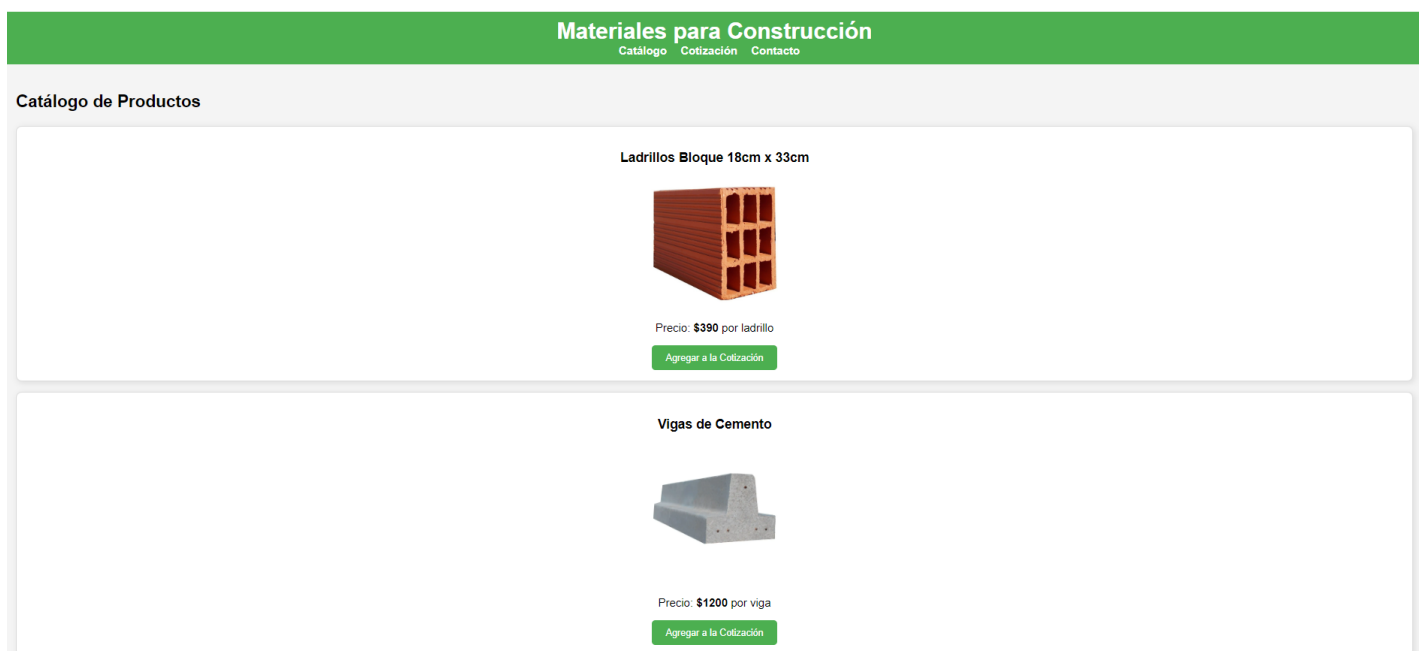 Materiales para Construcción
Catálogo Cotización Contacto
Catálogo de Productos
Ladrillos Bloque 18cm x 33cm
Precio: $390 por ladrillo
Agregar a la Cotización
Vigas de Cemento
Precio: $1200 por viga
Agregar a la Cotización